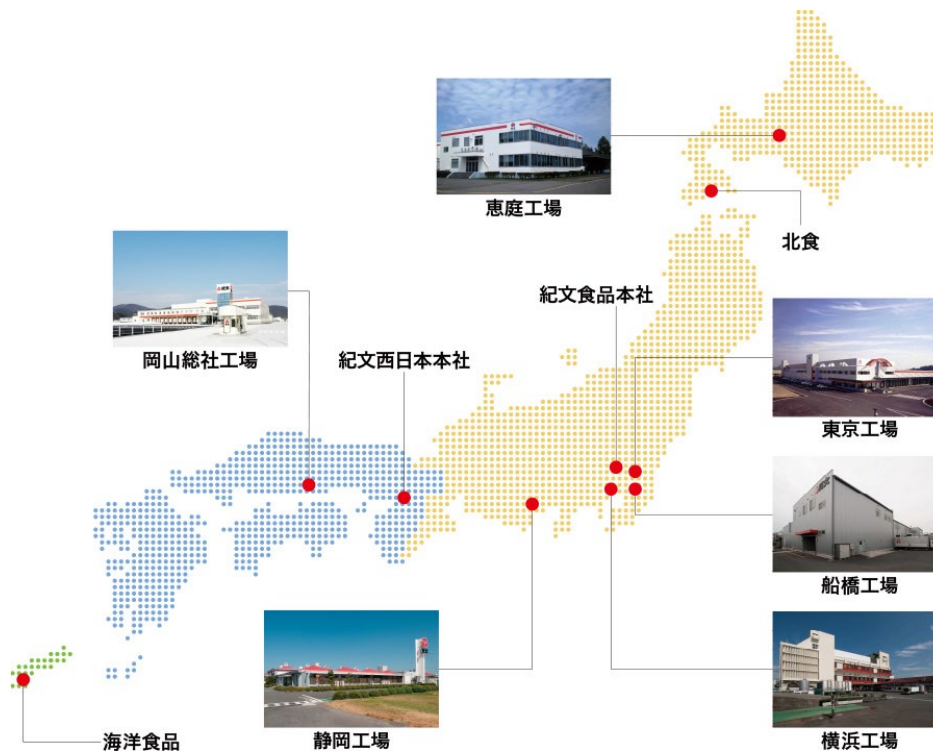 恵庭工場
北食
岡山総社工場
紀文食品本社
紀文西日本本社
東京工場
船橋工場
静岡工場
横浜工場
海洋食品